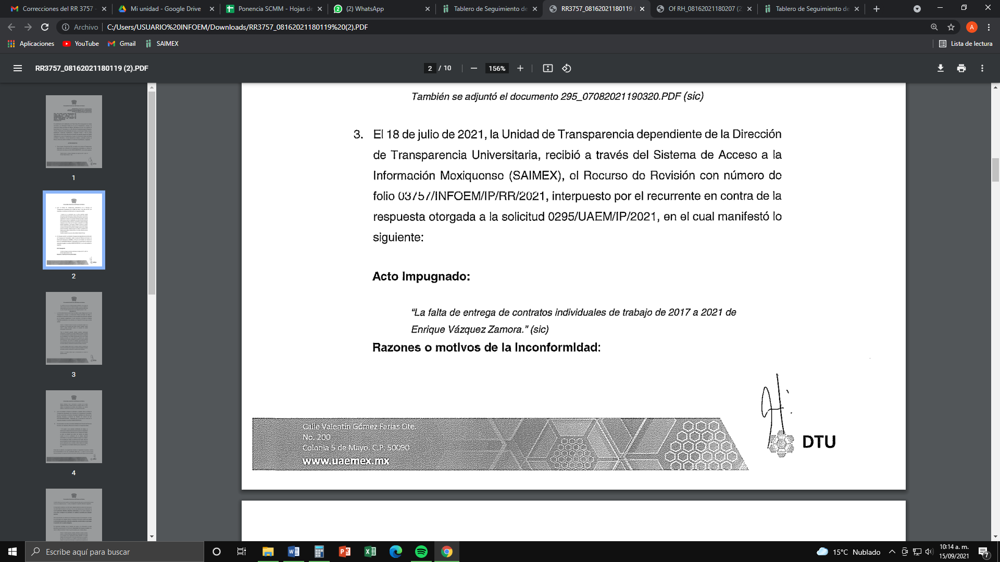 Correcciones del RR 3757 -
Mi unidad - Google Drive
Ponencia SCMM - Hojas de
(2) WhatsApp
Tablero de Seguimiento de
RR3757_08162021180119
Of RH_08162021180207 (2
Tablero de Seguimiento de
Archivo
C:/Users/USUARIO%20INFOEM/Downloads/RR3757_08162021180119%20(2).PDF
A
Aplicaciones
YouTube
Gmail
SAIMEX
Lista de lectura
RR3757_08162021180119 (2).PDF
2 / 10
156%
1
2
3
4
También se adjuntó el documento 295_07082021190320.PDF (sic)
3. El 18 de julio de 2021, la Unidad de Transparencia dependiente de la Dirección
de Transparencia Universitaria, recibió a través del Sistema de Acceso a la
Información Mexiquense (SAIMEX), el Recurso de Revisión con número de
folio 03757/INFOEM/IP/RR/2021, interpuesto por el recurrente en contra de la
respuesta otorgada a la solicitud 0295/UAEM/IP/2021, en el cual manifestó lo
siguiente:
Acto Impugnado:
"La falta de entrega de contratos individuales de trabajo de 2017 a 2021 de
Enrique Vázquez Zamora." (sic)
Razones o motivos de la Inconformidad:
Calle Valentín Gómez Farías Ote.
No. 200
Colonia 5 de Mayo. C.P. 50090
www.uaemex.mx
DTU
Escribe aquí para buscar
15°C Nublado
10:14 a. m.
15/09/2021
7